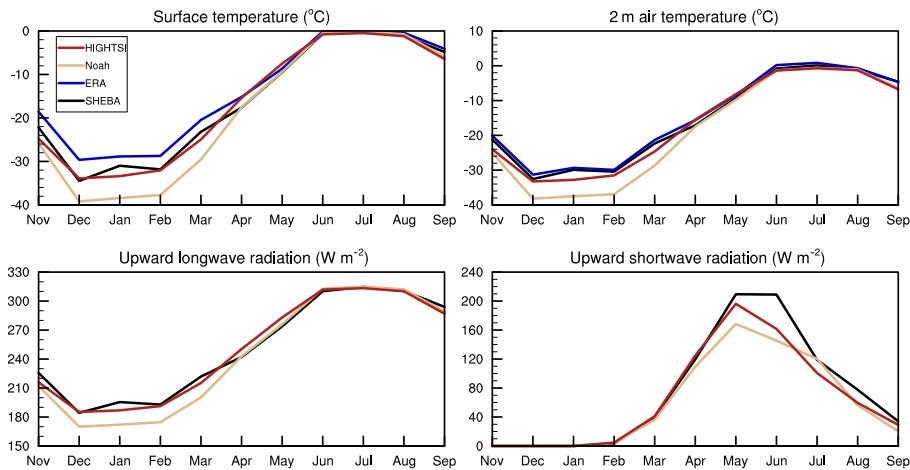 Surface temperature (°C)
0
-10
-20
-30
-40
HIGHTSI
Noah
ERA
SHEBA
Nov Dec Jan Feb Mar Apr May Jun Jul Aug Sep
2 m air temperature (°C)
10
0
-10
-20
-30
-40
Nov Dec Jan Feb Mar Apr May Jun Jul Aug Sep
Upward longwave radiation (W m⁻²)
330
300
270
240
210
180
150
Nov Dec Jan Feb Mar Apr May Jun Jul Aug Sep
Upward shortwave radiation (W m⁻²)
240
200
160
120
80
40
0
Nov Dec Jan Feb Mar Apr May Jun Jul Aug Sep